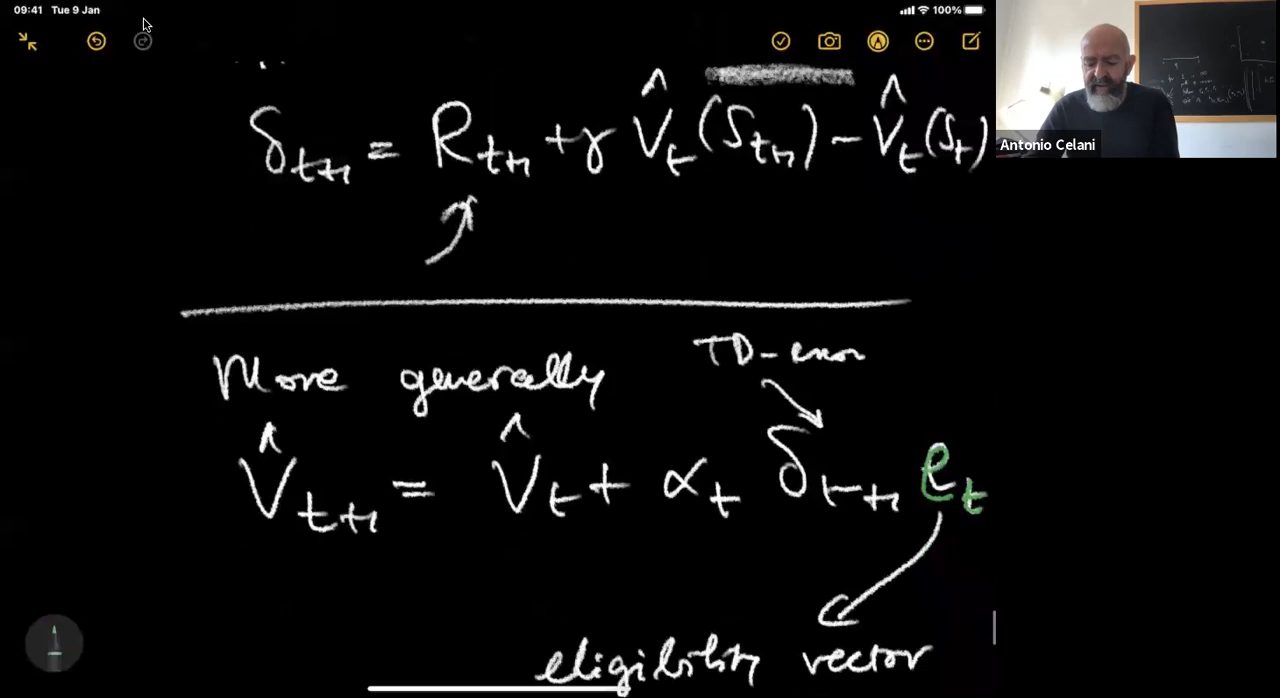 09:41 Tue 9 Jan
100%
δ_{t+1} = R_{t+1} + γ V̂_t(S_{t+1}) − V̂_t(S_t)
Antonio Celani
More generally
TD-error
V̂_{t+1} = V̂_t + α_t δ_{t+1} e_t
eligibility vector